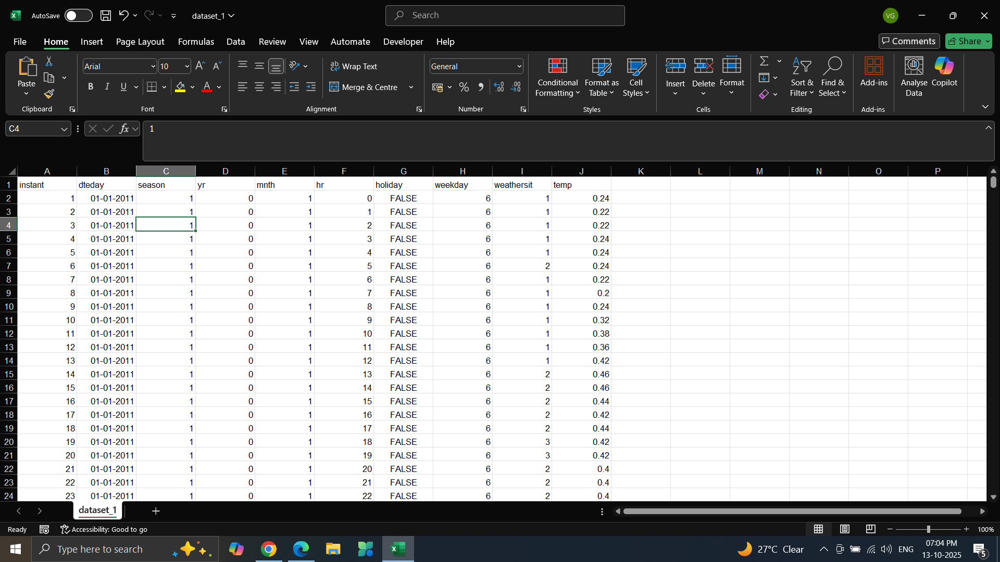 AutoSave dataset_1 Search VG
File Home Insert Page Layout Formulas Data Review View Automate Developer Help Comments Share
Paste Arial 10 Wrap Text General Conditional Formatting Format as Table Cell Styles Insert Delete Format Sort & Filter Find & Select Add-ins Analyse Data Copilot
B I U A Merge & Centre
Clipboard Font Alignment Number Styles Cells Editing Add-ins
C4 fx 1
A B C D E F G H I J K L M N O P
1 instant dteday season yr mnth hr holiday weekday weathersit temp
2 1 01-01-2011 1 0 1 0 FALSE 6 1 0.24
3 2 01-01-2011 1 0 1 1 FALSE 6 1 0.22
4 3 01-01-2011 1 0 1 2 FALSE 6 1 0.22
5 4 01-01-2011 1 0 1 3 FALSE 6 1 0.24
6 5 01-01-2011 1 0 1 4 FALSE 6 1 0.24
7 6 01-01-2011 1 0 1 5 FALSE 6 2 0.24
8 7 01-01-2011 1 0 1 6 FALSE 6 1 0.22
9 8 01-01-2011 1 0 1 7 FALSE 6 1 0.2
10 9 01-01-2011 1 0 1 8 FALSE 6 1 0.24
11 10 01-01-2011 1 0 1 9 FALSE 6 1 0.32
12 11 01-01-2011 1 0 1 10 FALSE 6 1 0.38
13 12 01-01-2011 1 0 1 11 FALSE 6 1 0.36
14 13 01-01-2011 1 0 1 12 FALSE 6 1 0.42
15 14 01-01-2011 1 0 1 13 FALSE 6 2 0.46
16 15 01-01-2011 1 0 1 14 FALSE 6 2 0.46
17 16 01-01-2011 1 0 1 15 FALSE 6 2 0.44
18 17 01-01-2011 1 0 1 16 FALSE 6 2 0.42
19 18 01-01-2011 1 0 1 17 FALSE 6 2 0.44
20 19 01-01-2011 1 0 1 18 FALSE 6 3 0.42
21 20 01-01-2011 1 0 1 19 FALSE 6 3 0.42
22 21 01-01-2011 1 0 1 20 FALSE 6 2 0.4
23 22 01-01-2011 1 0 1 21 FALSE 6 2 0.4
24 23 01-01-2011 1 0 1 22 FALSE 6 2 0.4
dataset_1
Ready Accessibility: Good to go 100%
Type here to search 27°C Clear ENG 07:04 PM
13-10-2025 5